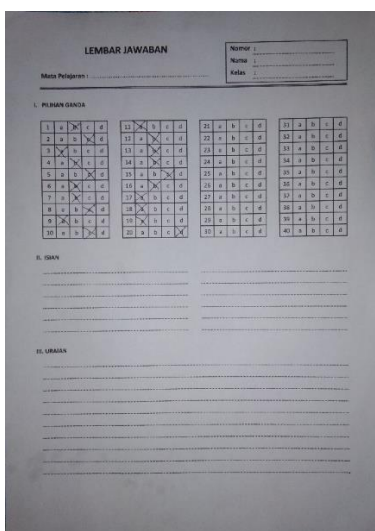 LEMBAR JAWABAN
Nomor :
Nama :
Kelas :
Mata Pelajaran :
I. PILIHAN GANDA
1 a b c d 11 a b c d 21 a b c d 31 a b c d
2 a b c d 12 a b c d 22 a b c d 32 a b c d
3 a b c d 13 a b c d 23 a b c d 33 a b c d
4 a b c d 14 a b c d 24 a b c d 34 a b c d
5 a b c d 15 a b c d 25 a b c d 35 a b c d
6 a b c d 16 a b c d 26 a b c d 36 a b c d
7 a b c d 17 a b c d 27 a b c d 37 a b c d
8 a b c d 18 a b c d 28 a b c d 38 a b c d
9 a b c d 19 a b c d 29 a b c d 39 a b c d
10 a b c d 20 a b c d 30 a b c d 40 a b c d
II. ISIAN
III. URAIAN